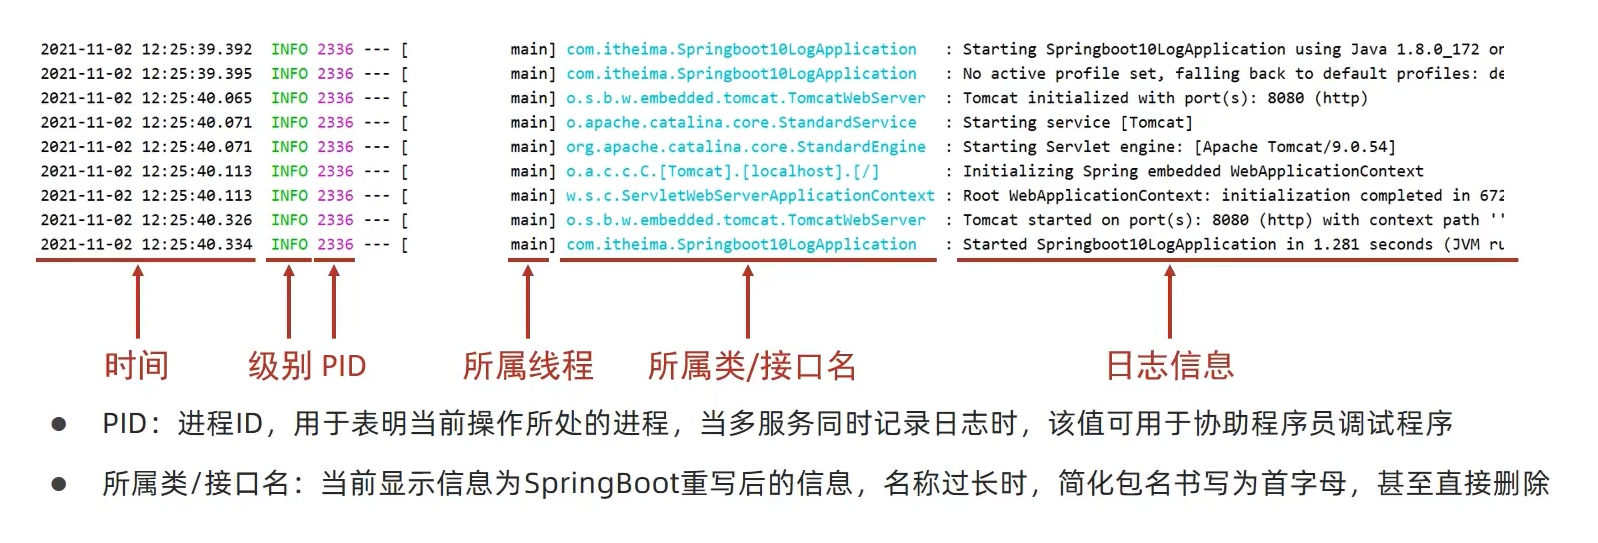 2021-11-02 12:25:39.392  INFO 2336 --- [           main] com.itheima.Springboot10LogApplication   : Starting Springboot10LogApplication using Java 1.8.0_172 on
2021-11-02 12:25:39.395  INFO 2336 --- [           main] com.itheima.Springboot10LogApplication   : No active profile set, falling back to default profiles: de
2021-11-02 12:25:40.065  INFO 2336 --- [           main] o.s.b.w.embedded.tomcat.TomcatWebServer  : Tomcat initialized with port(s): 8080 (http)
2021-11-02 12:25:40.071  INFO 2336 --- [           main] o.apache.catalina.core.StandardService   : Starting service [Tomcat]
2021-11-02 12:25:40.071  INFO 2336 --- [           main] org.apache.catalina.core.StandardEngine  : Starting Servlet engine: [Apache Tomcat/9.0.54]
2021-11-02 12:25:40.113  INFO 2336 --- [           main] o.a.c.c.C.[Tomcat].[localhost].[/]       : Initializing Spring embedded WebApplicationContext
2021-11-02 12:25:40.113  INFO 2336 --- [           main] w.s.c.ServletWebServerApplicationContext : Root WebApplicationContext: initialization completed in 672
2021-11-02 12:25:40.326  INFO 2336 --- [           main] o.s.b.w.embedded.tomcat.TomcatWebServer  : Tomcat started on port(s): 8080 (http) with context path ''
2021-11-02 12:25:40.334  INFO 2336 --- [           main] com.itheima.Springboot10LogApplication   : Started Springboot10LogApplication in 1.281 seconds (JVM ru
时间 级别 PID 所属线程 所属类/接口名 日志信息
● PID：进程ID，用于表明当前操作所处的进程，当多服务同时记录日志时，该值可用于协助程序员调试程序
● 所属类/接口名：当前显示信息为SpringBoot重写后的信息，名称过长时，简化包名书写为首字母，甚至直接删除